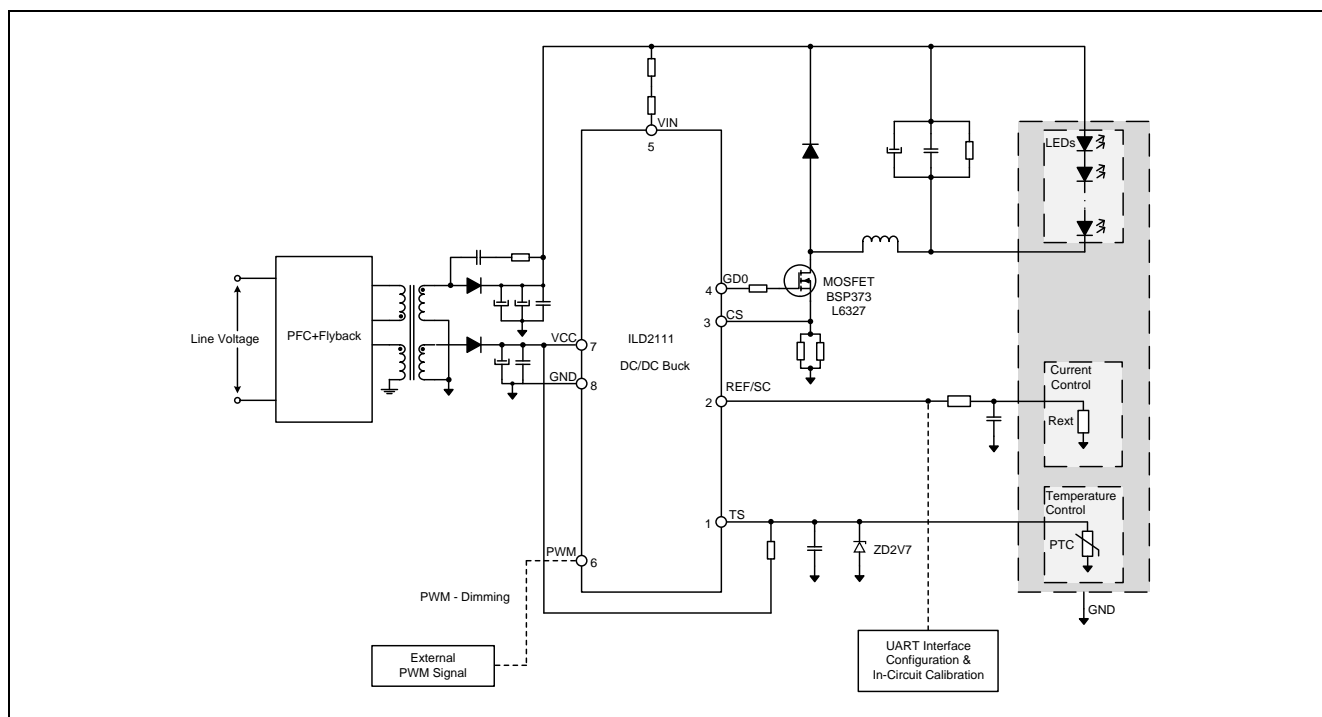 VIN
5
LEDs
GD0
4
MOSFET
BSP373
L6327
CS
3
PFC+Flyback
Line Voltage
VCC
7
ILD2111
DC/DC Buck
GND
8
REF/SC
2
Current
Control
Rext
Temperature
Control
TS
1
PTC
ZD2V7
PWM
6
PWM - Dimming
GND
External
PWM Signal
UART Interface
Configuration &
In-Circuit Calibration